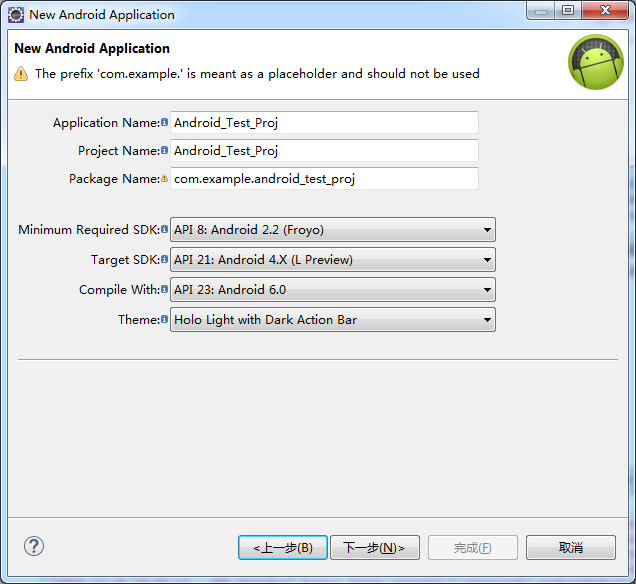 New Android Application
New Android Application
The prefix 'com.example.' is meant as a placeholder and should not be used
Application Name: Android_Test_Proj
Project Name: Android_Test_Proj
Package Name: com.example.android_test_proj
Minimum Required SDK: API 8: Android 2.2 (Froyo)
Target SDK: API 21: Android 4.X (L Preview)
Compile With: API 23: Android 6.0
Theme: Holo Light with Dark Action Bar
? <上一步(B) 下一步(N)> 完成(F) 取消